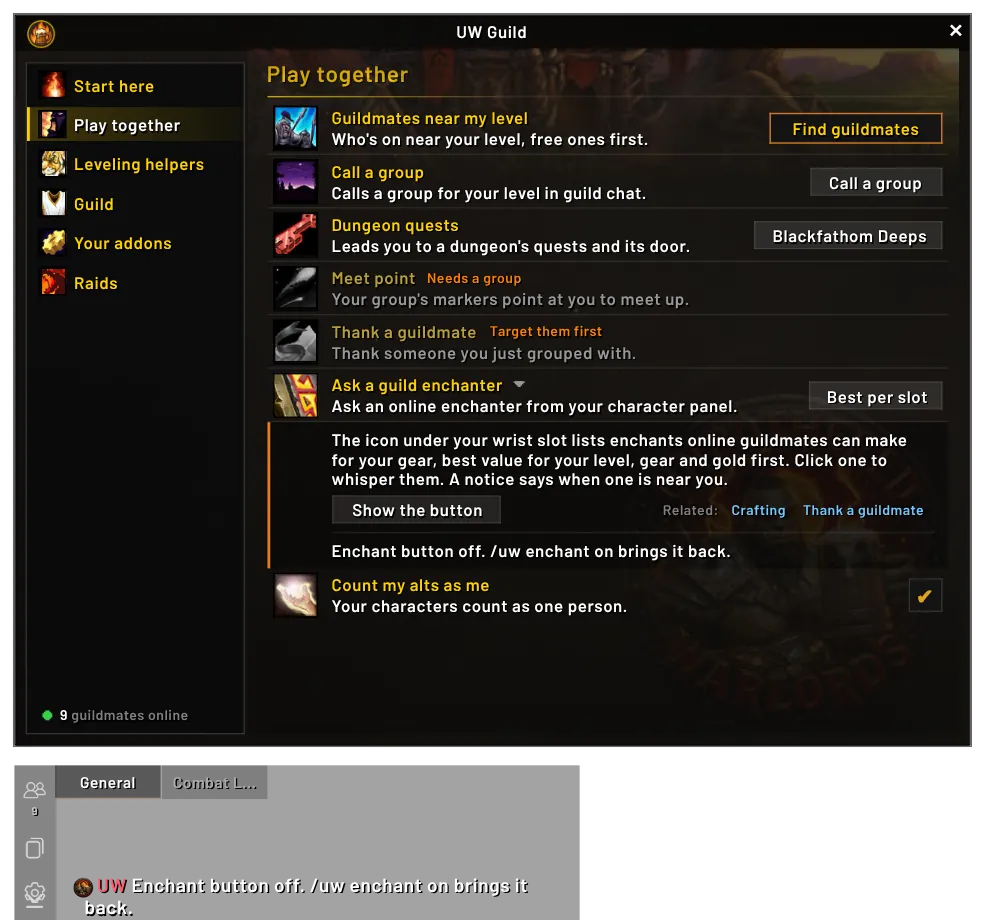 UW Guild
Start here
Play together
Leveling helpers
Guild
Your addons
Raids
9 guildmates online
Play together
Guildmates near my level
Who's on near your level, free ones first.
Find guildmates
Call a group
Calls a group for your level in guild chat.
Call a group
Dungeon quests
Leads you to a dungeon's quests and its door.
Blackfathom Deeps
Meet point Needs a group
Your group's markers point at you to meet up.
Thank a guildmate Target them first
Thank someone you just grouped with.
Ask a guild enchanter
Ask an online enchanter from your character panel.
Best per slot
The icon under your wrist slot lists enchants online guildmates can make
for your gear, best value for your level, gear and gold first. Click one to
whisper them. A notice says when one is near you.
Show the button
Related: Crafting Thank a guildmate
Enchant button off. /uw enchant on brings it back.
Count my alts as me
Your characters count as one person.
WARLORDS
General
Combat L...
9
UW Enchant button off. /uw enchant on brings it
back.